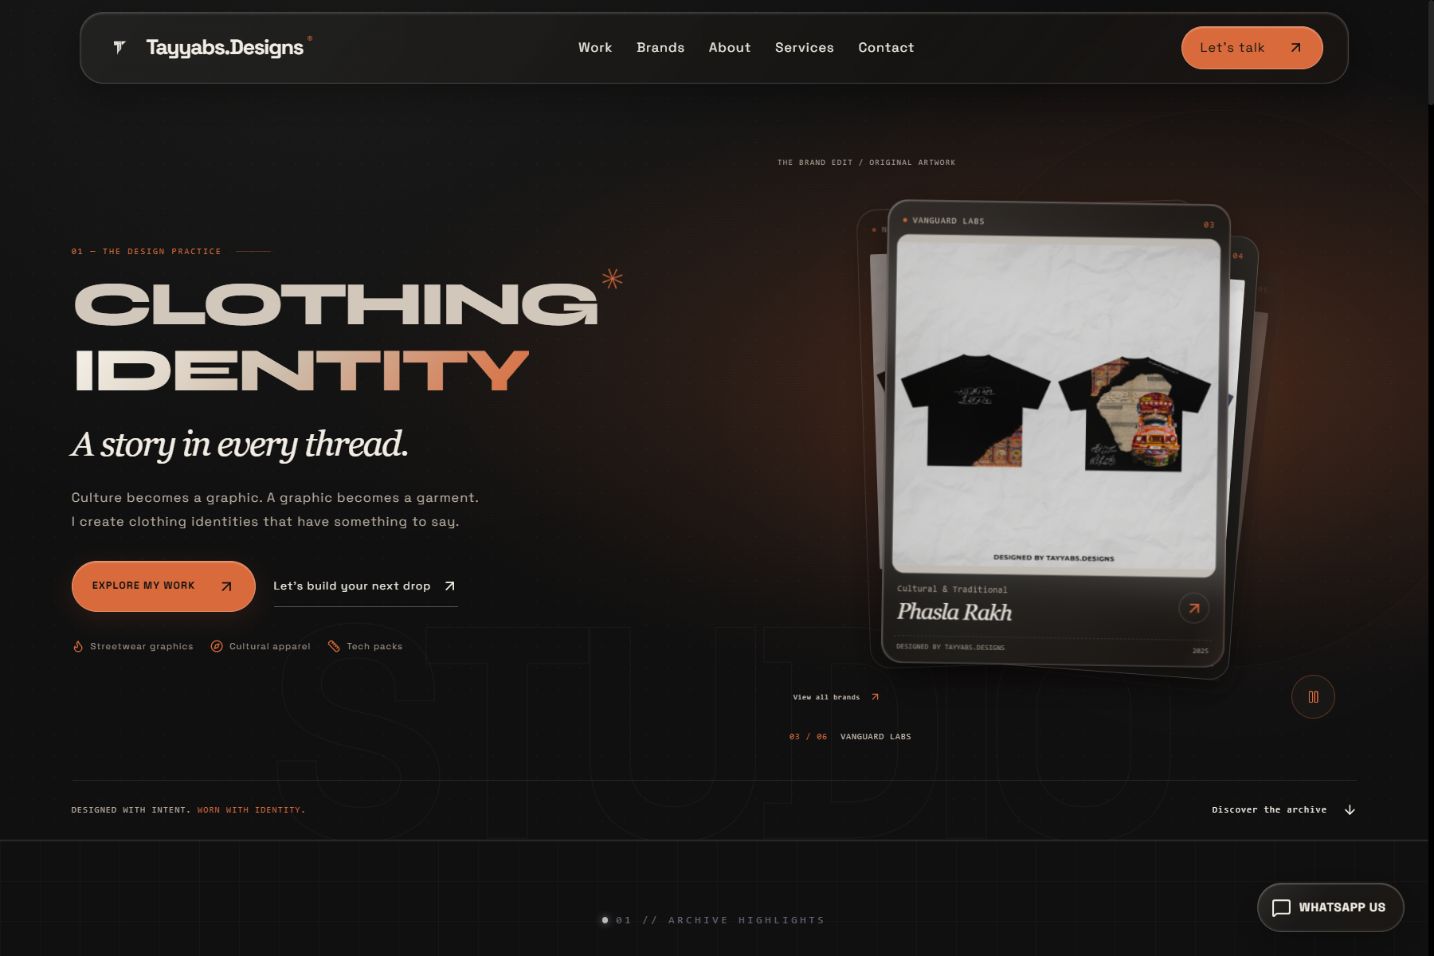 Tayyabs.Designs
Work
Brands
About
Services
Contact
Let's talk
THE BRAND EDIT / ORIGINAL ARTWORK
01 — THE DESIGN PRACTICE
CLOTHING*
IDENTITY
A story in every thread.
Culture becomes a graphic. A graphic becomes a garment.
I create clothing identities that have something to say.
EXPLORE MY WORK
Let's build your next drop
Streetwear graphics
Cultural apparel
Tech packs
VANGUARD LABS
03
04
DESIGNED BY TAYYABS.DESIGNS
Cultural & Traditional
Phasla Rakh
DESIGNED BY TAYYABS.DESIGNS
2025
View all brands
03 / 06 VANGUARD LABS
STUDIO
DESIGNED WITH INTENT. WORN WITH IDENTITY.
Discover the archive
01 // ARCHIVE HIGHLIGHTS
WHATSAPP US